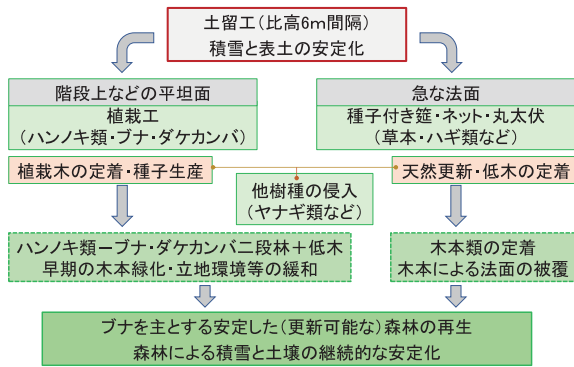 土留工（比高6m間隔）
積雪と表土の安定化
階段上などの平坦面
植栽工
（ハンノキ類・ブナ・ダケカンバ）
急な法面
種子付き筵・ネット・丸太伏
（草本・ハギ類など）
植栽木の定着・種子生産
天然更新・低木の定着
他樹種の侵入
（ヤナギ類など）
ハンノキ類－ブナ・ダケカンバ二段林＋低木
早期の木本緑化・立地環境等の緩和
木本類の定着
木本による法面の被覆
ブナを主とする安定した（更新可能な）森林の再生
森林による積雪と土壌の継続的な安定化